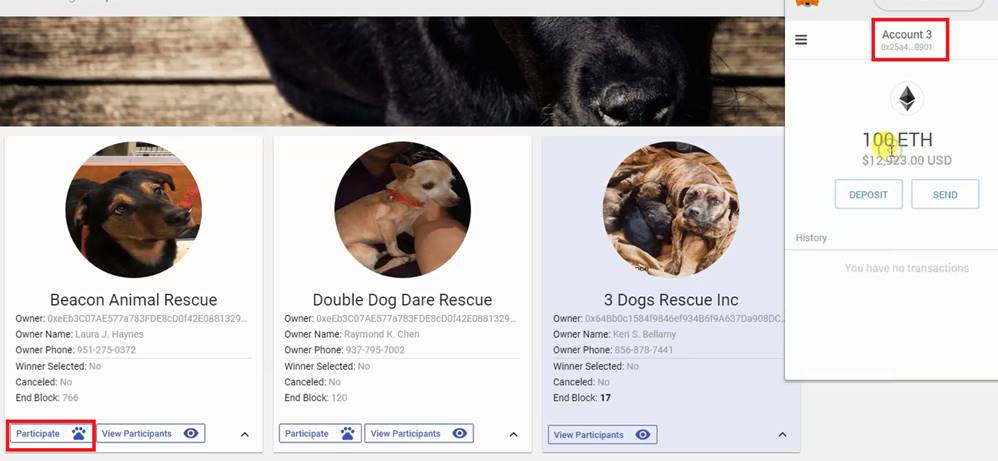 Account 3
0x25a4...8901
100 ETH
$12,923.00 USD
DEPOSIT
SEND
History
You have no transactions
Beacon Animal Rescue
Owner: 0xeEb3C07AE577a783FDE8cD0f42E0881329...
Owner Name: Laura J. Haynes
Owner Phone: 951-275-0372
Winner Selected: No
Canceled: No
End Block: 766
Participate
View Participants
Double Dog Dare Rescue
Owner: 0xeEb3C07AE577a783FDE8cD0f42E0881329...
Owner Name: Raymond K. Chen
Owner Phone: 937-795-7002
Winner Selected: No
Canceled: No
End Block: 120
Participate
View Participants
3 Dogs Rescue Inc
Owner: 0x64Bb0c1584f9846ef934B6f9A637Da908DC...
Owner Name: Keri S. Bellamy
Owner Phone: 856-878-7441
Winner Selected: No
Canceled: No
End Block: 17
View Participants